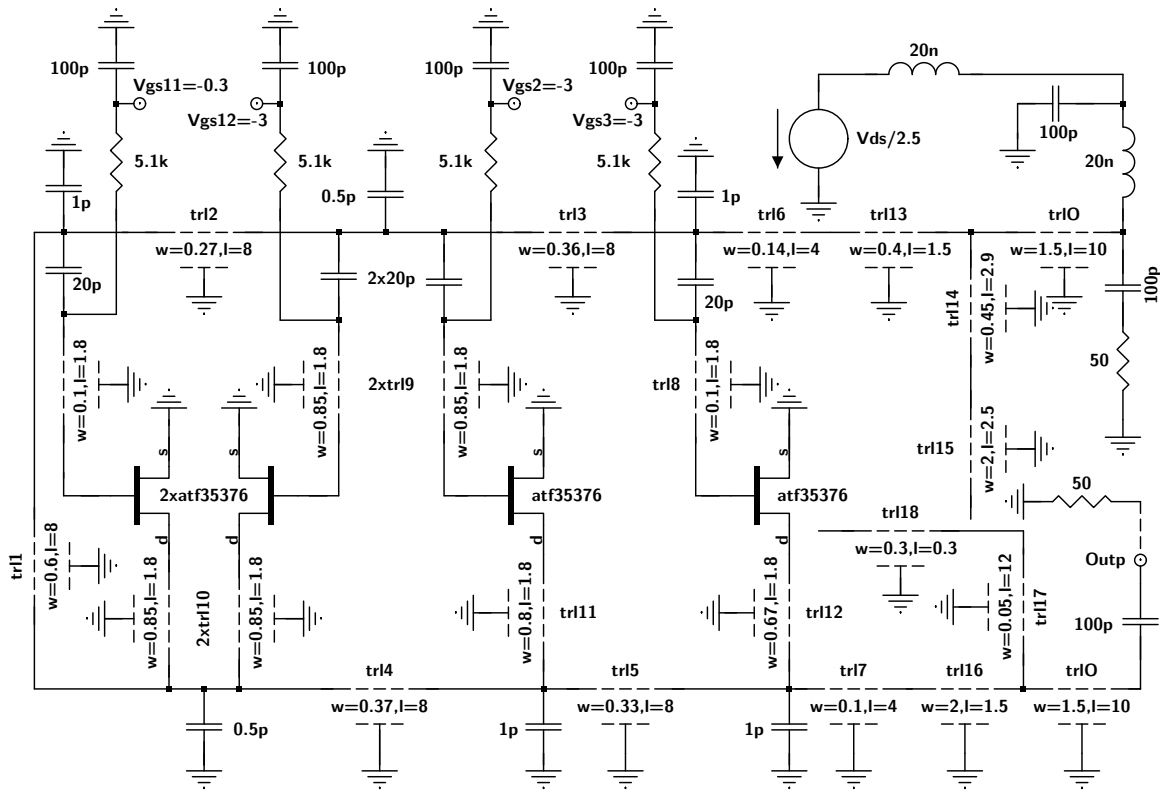 20n
100p
100p
100p
100p
Vgs11=-0.3
Vgs12=-3
Vgs2=-3
Vgs3=-3
100p
Vds/2.5
5.1k
5.1k
5.1k
5.1k
20n
1p
0.5p
1p
trl2
trl3
trl6
trl13
trlO
w=0.27,l=8
w=0.36,l=8
w=0.14,l=4
w=0.4,l=1.5
w=1.5,l=10
20p
2x20p
20p
100p
trl14
w=0.45,l=2.9
50
w=0.1,l=1.8
w=0.85,l=1.8
2xtrl9
w=0.85,l=1.8
trl8
w=0.1,l=1.8
s
s
s
s
trl15
w=2,l=2.5
2xatf35376
atf35376
atf35376
50
d
d
d
d
trl18
w=0.3,l=0.3
trl1
w=0.6,l=8
Outp
w=0.85,l=1.8
2xtrl10
w=0.85,l=1.8
w=0.8,l=1.8
trl11
w=0.67,l=1.8
trl12
w=0.05,l=12
trl17
100p
trl4
trl5
trl7
trl16
trlO
w=0.37,l=8
w=0.33,l=8
w=0.1,l=4
w=2,l=1.5
w=1.5,l=10
0.5p
1p
1p